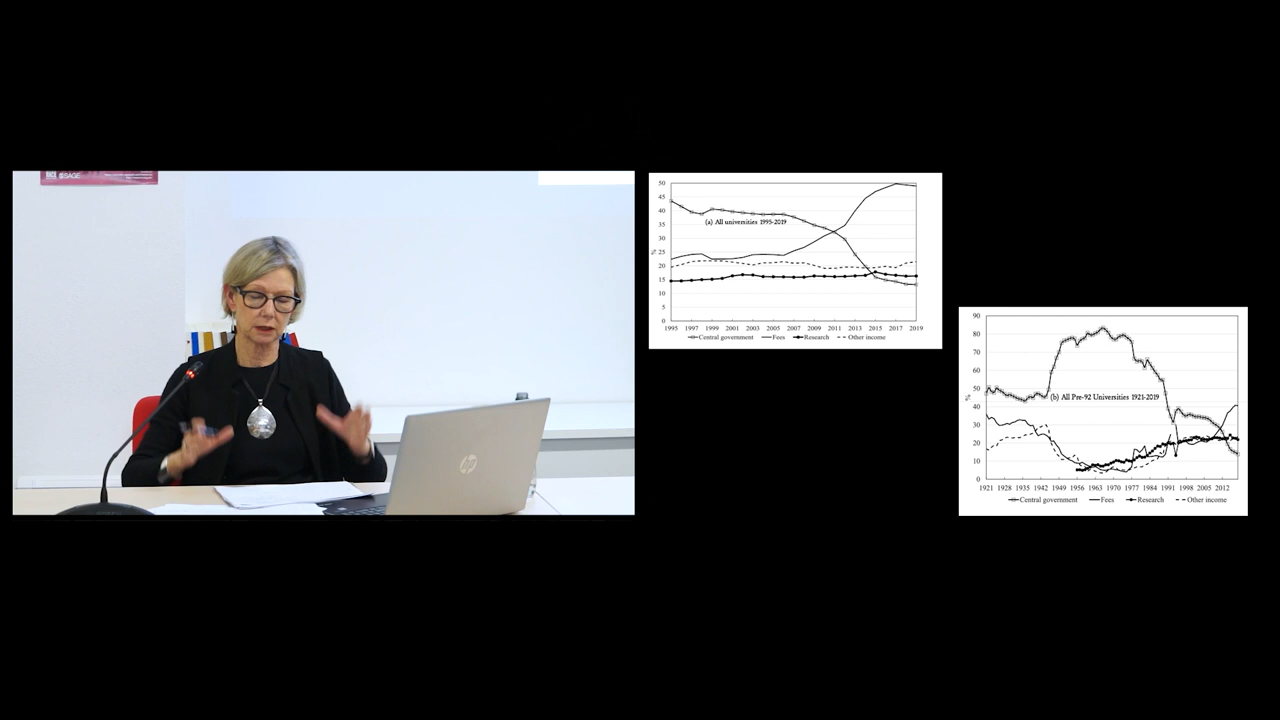 RACE SAGE
50
45
40
35
30
25
20
15
10
5
0
%
(a) All universities 1995-2019
1995 1997 1999 2001 2003 2005 2007 2009 2011 2013 2015 2017 2019
Central government Fees Research Other income
90
80
70
60
50
40
30
20
10
0
%
(b) All Pre-92 Universities 1921-2019
1921 1928 1935 1942 1949 1956 1963 1970 1977 1984 1991 1998 2005 2012
Central government Fees Research Other income
hp